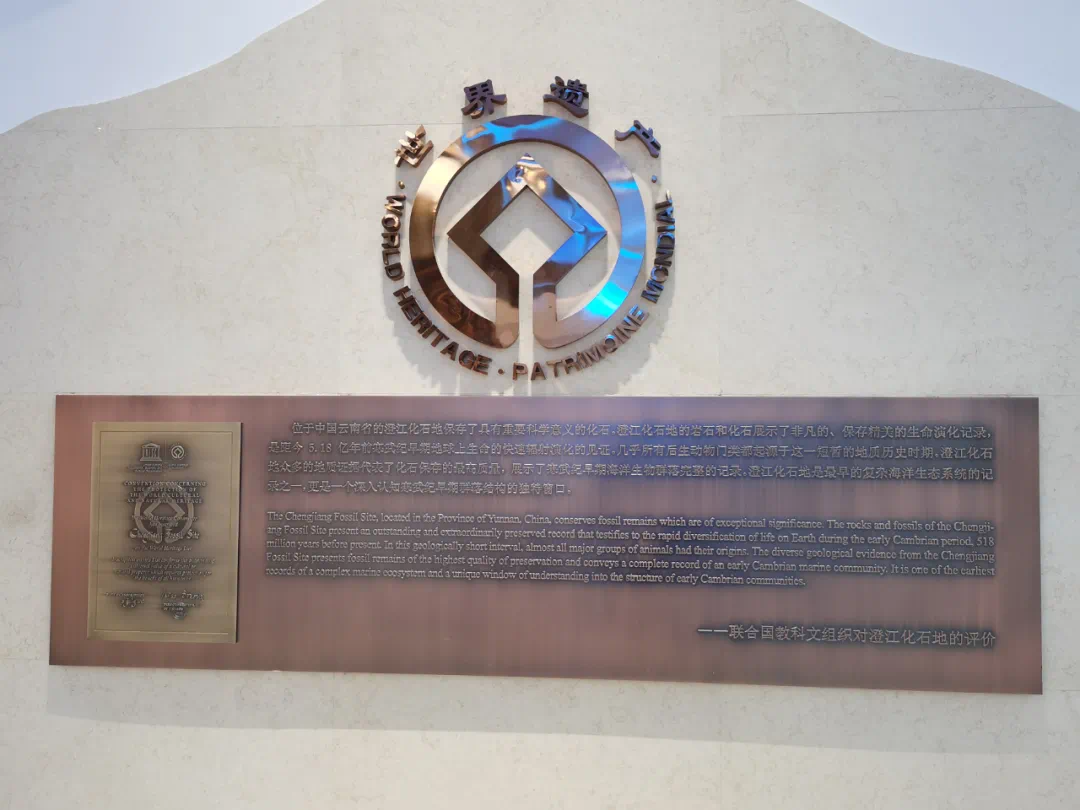 世界遗产
· WORLD HERITAGE · PATRIMOINE MONDIAL ·
位于中国云南省的澄江化石地保存了具有重要科学意义的化石。澄江化石地的岩石和化石展示了非凡的、保存精美的生命演化记录,
是距今 5.18 亿年前寒武纪早期地球上生命的快速辐射演化的见证。几乎所有后生动物门类都起源于这一短暂的地质历史时期。澄江化石
地众多的地质证据代表了化石保存的最高质量，展示了寒武纪早期海洋生物群落完整的记录。澄江化石地是最早的复杂海洋生态系统的记
录之一，更是一个深入认知寒武纪早期群落结构的独特窗口。
The Chengjiang Fossil Site, located in the Province of Yunnan, China, conserves fossil remains which are of exceptional significance. The rocks and fossils of the Chengji-
ang Fossil Site present an outstanding and extraordinarily preserved record that testifies to the rapid diversification of life on Earth during the early Cambrian period, 518
million years before present. In this geologically short interval, almost all major groups of animals had their origins. The diverse geological evidence from the Chengjiang
Fossil Site presents fossil remains of the highest quality of preservation and conveys a complete record of an early Cambrian marine community. It is one of the earliest
records of a complex marine ecosystem and a unique window of understanding into the structure of early Cambrian communities.
——联合国教科文组织对澄江化石地的评价
CONVENTION CONCERNING
THE PROTECTION OF
THE WORLD CULTURAL
AND NATURAL HERITAGE